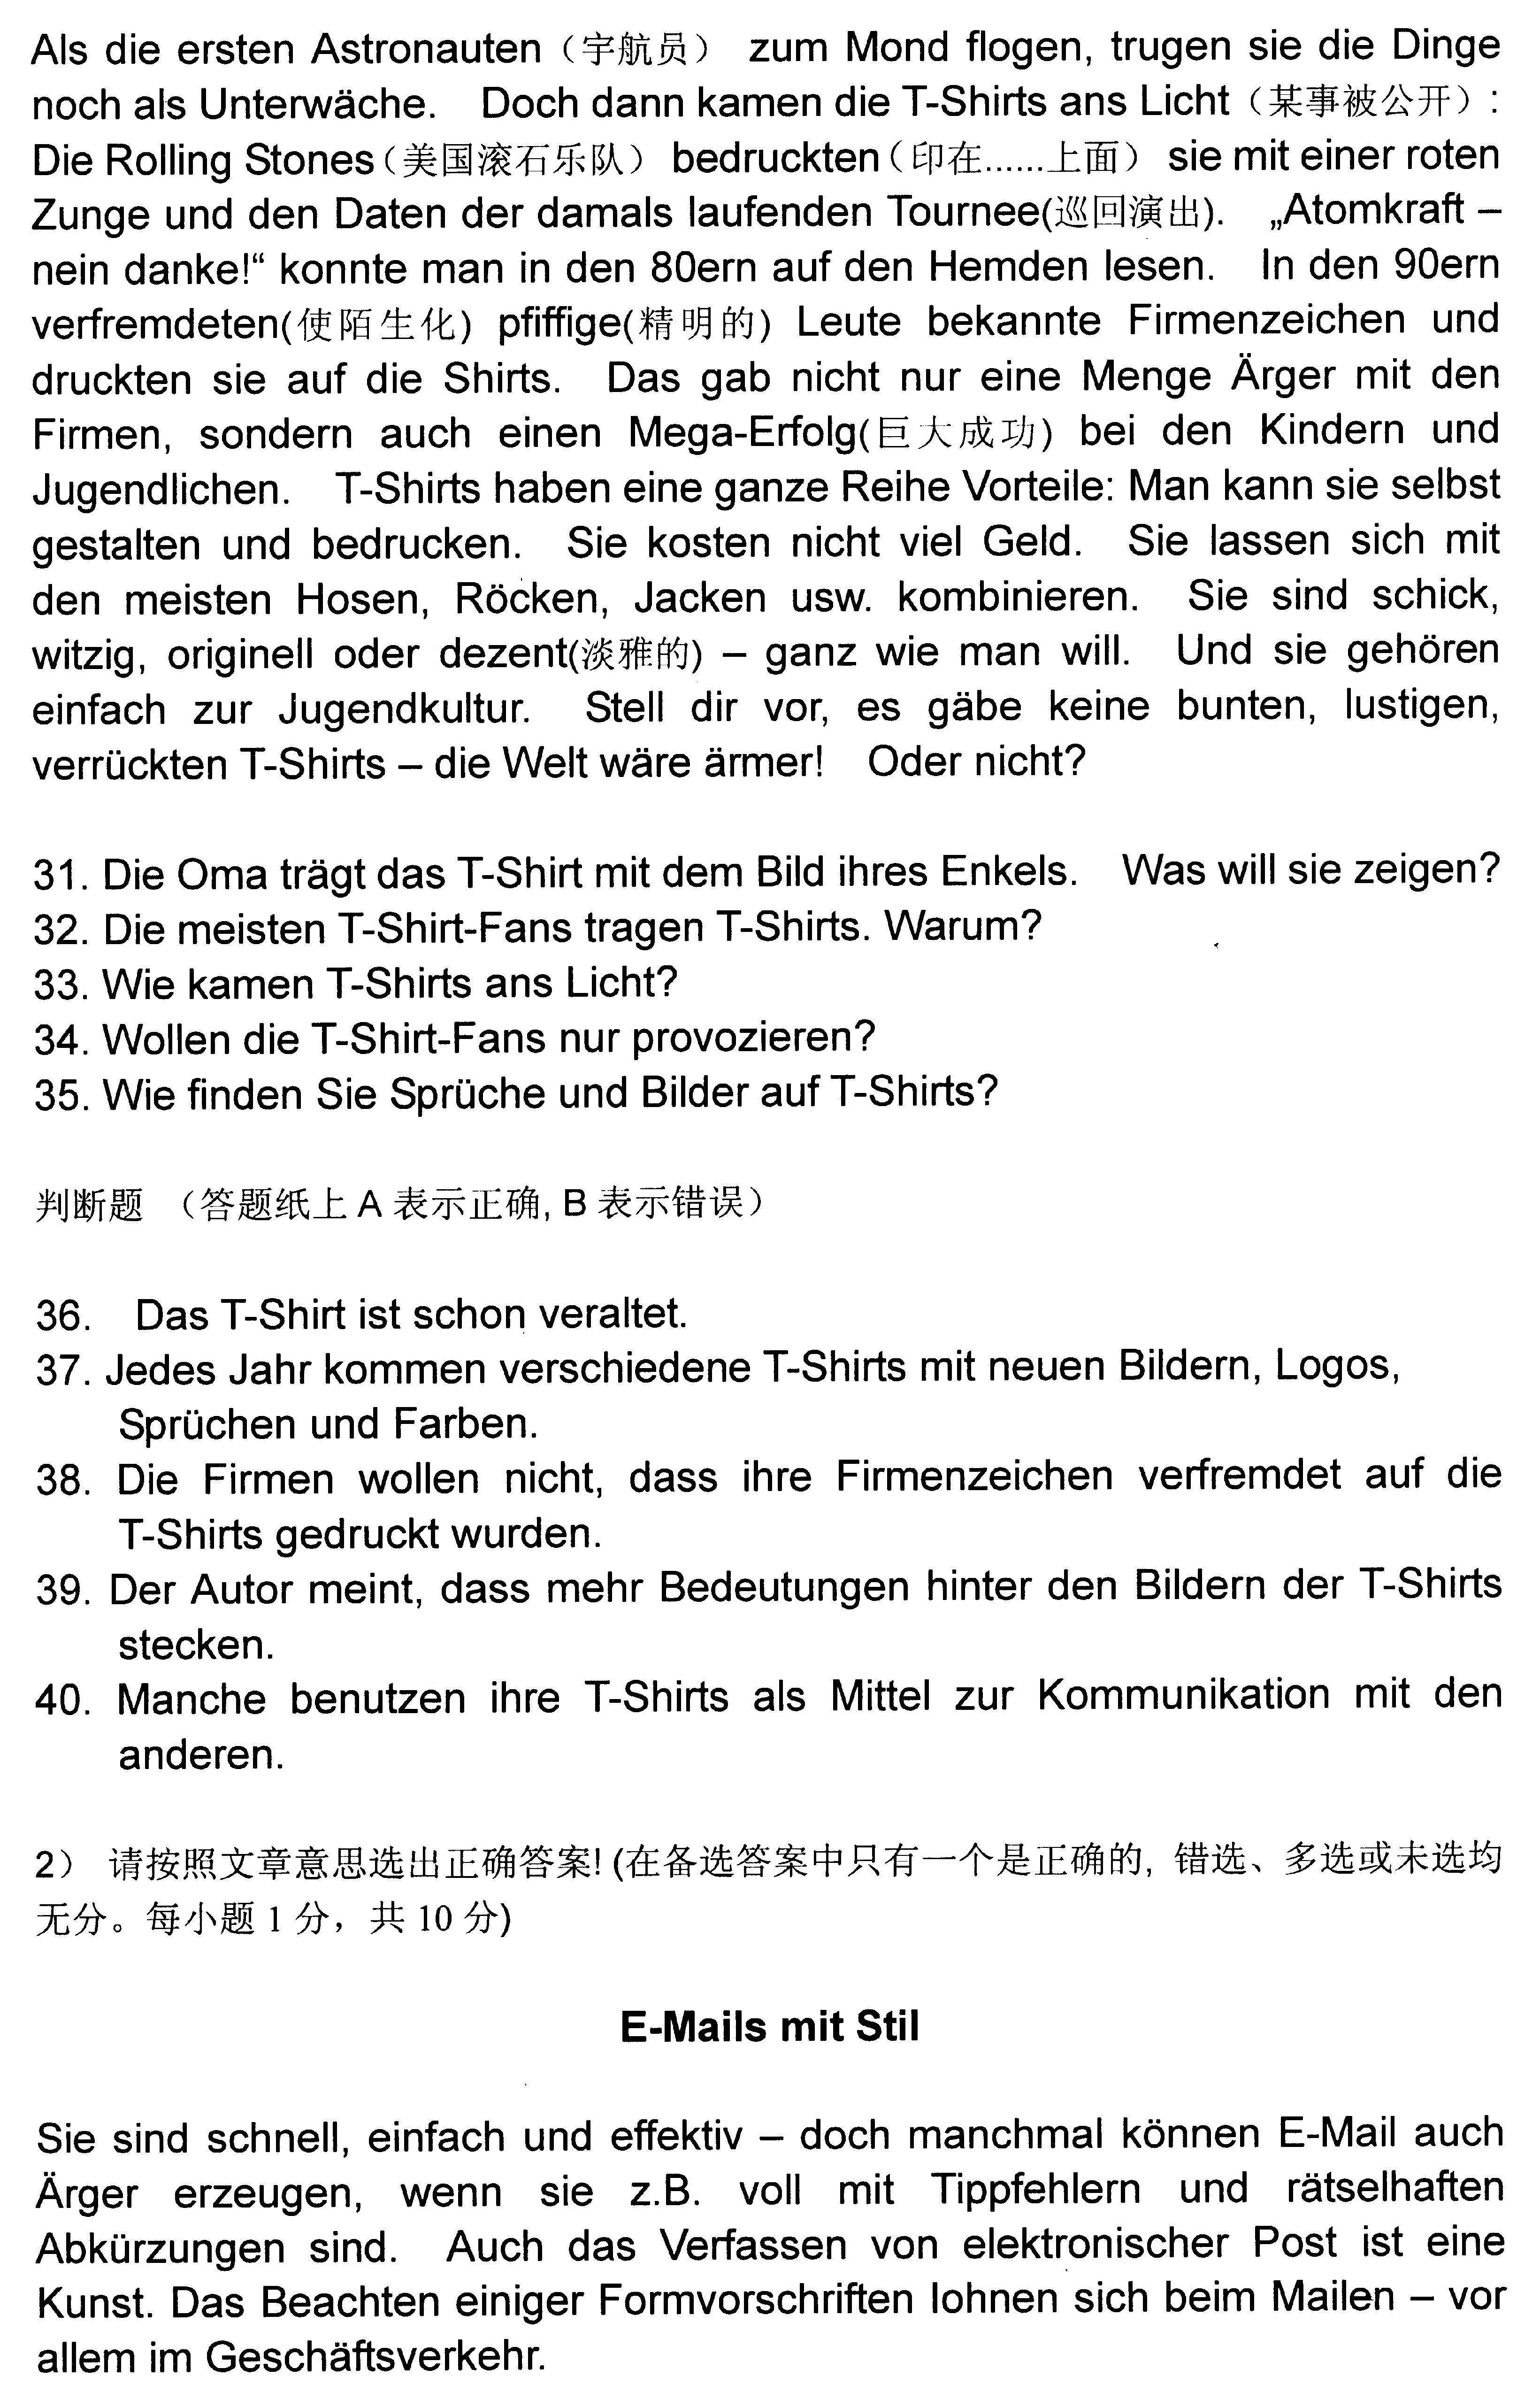 Als die ersten Astronauten（宇航员） zum Mond flogen, trugen sie die Dinge
noch als Unterwäche. Doch dann kamen die T-Shirts ans Licht（某事被公开）:
Die Rolling Stones（美国滚石乐队） bedruckten（印在......上面） sie mit einer roten
Zunge und den Daten der damals laufenden Tournee(巡回演出). „Atomkraft –
nein danke!“ konnte man in den 80ern auf den Hemden lesen. In den 90ern
verfremdeten(使陌生化) pfiffige(精明的) Leute bekannte Firmenzeichen und
druckten sie auf die Shirts. Das gab nicht nur eine Menge Ärger mit den
Firmen, sondern auch einen Mega-Erfolg(巨大成功) bei den Kindern und
Jugendlichen. T-Shirts haben eine ganze Reihe Vorteile: Man kann sie selbst
gestalten und bedrucken. Sie kosten nicht viel Geld. Sie lassen sich mit
den meisten Hosen, Röcken, Jacken usw. kombinieren. Sie sind schick,
witzig, originell oder dezent(淡雅的) – ganz wie man will. Und sie gehören
einfach zur Jugendkultur. Stell dir vor, es gäbe keine bunten, lustigen,
verrückten T-Shirts – die Welt wäre ärmer! Oder nicht?
31. Die Oma trägt das T-Shirt mit dem Bild ihres Enkels. Was will sie zeigen?
32. Die meisten T-Shirt-Fans tragen T-Shirts. Warum?
33. Wie kamen T-Shirts ans Licht?
34. Wollen die T-Shirt-Fans nur provozieren?
35. Wie finden Sie Sprüche und Bilder auf T-Shirts?
判断题 （答题纸上 A 表示正确, B 表示错误）
36. Das T-Shirt ist schon veraltet.
37. Jedes Jahr kommen verschiedene T-Shirts mit neuen Bildern, Logos,
Sprüchen und Farben.
38. Die Firmen wollen nicht, dass ihre Firmenzeichen verfremdet auf die
T-Shirts gedruckt wurden.
39. Der Autor meint, dass mehr Bedeutungen hinter den Bildern der T-Shirts
stecken.
40. Manche benutzen ihre T-Shirts als Mittel zur Kommunikation mit den
anderen.
2） 请按照文章意思选出正确答案! (在备选答案中只有一个是正确的, 错选、多选或未选均
无分。每小题 1 分，共 10 分)
E-Mails mit Stil
Sie sind schnell, einfach und effektiv – doch manchmal können E-Mail auch
Ärger erzeugen, wenn sie z.B. voll mit Tippfehlern und rätselhaften
Abkürzungen sind. Auch das Verfassen von elektronischer Post ist eine
Kunst. Das Beachten einiger Formvorschriften lohnen sich beim Mailen – vor
allem im Geschäftsverkehr.